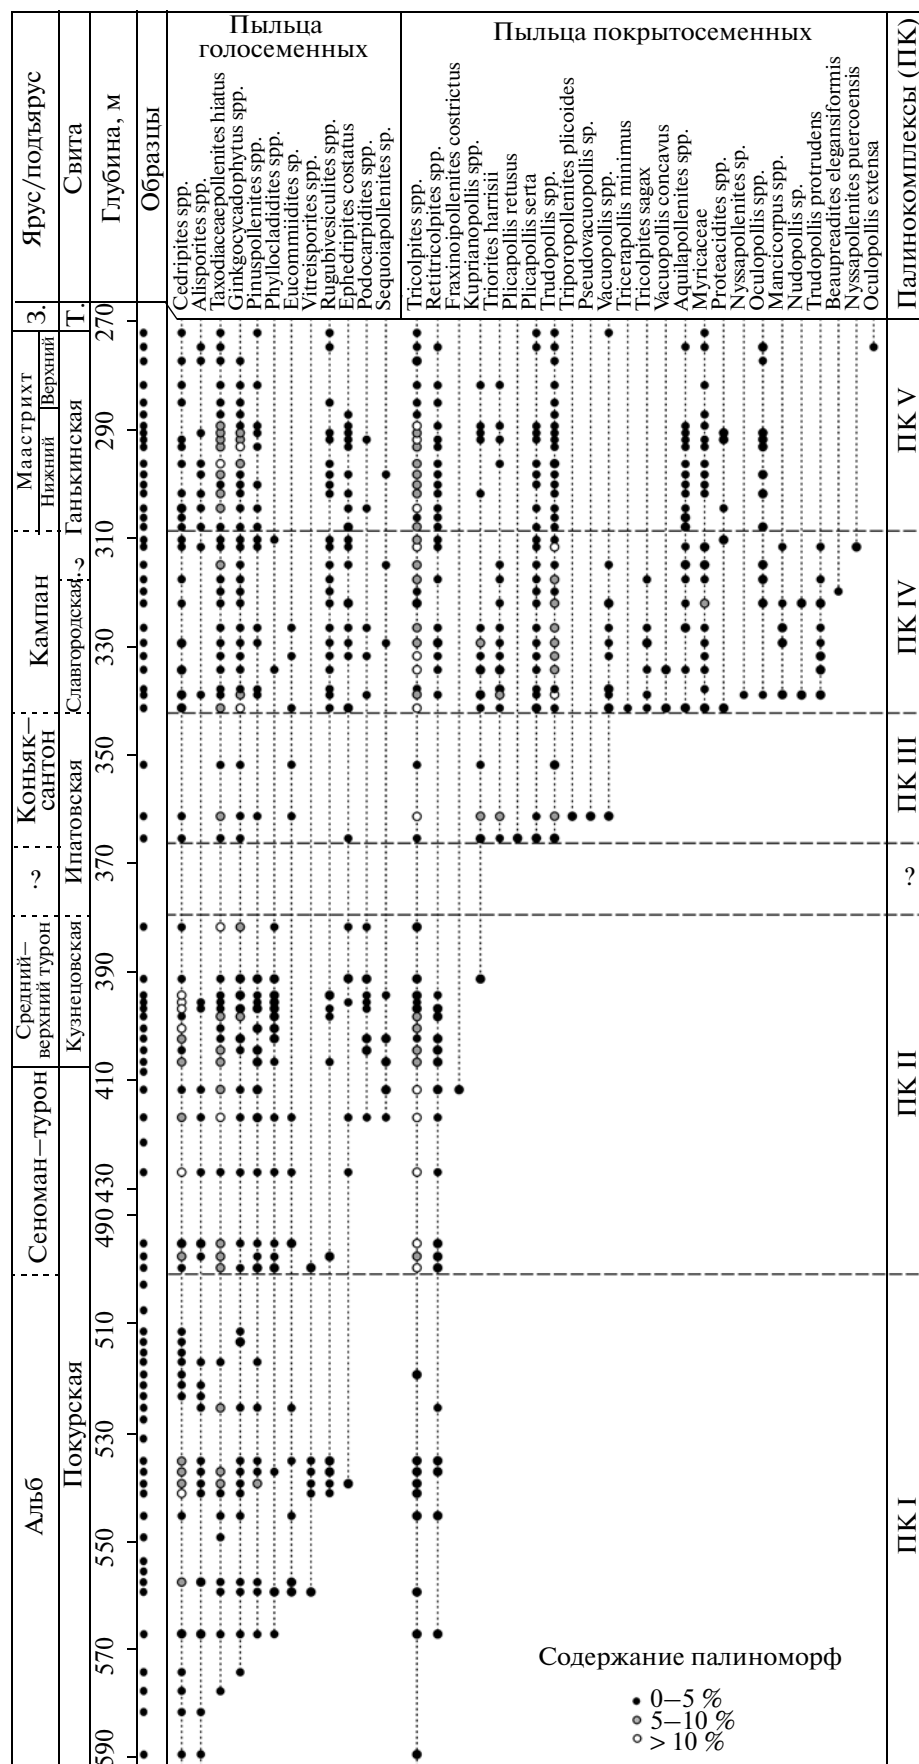 Ярус/подъярус
Свита
Глубина, м
Образцы
Пыльца
голосеменных
Пыльца покрытосеменных
Палинокомплексы (ПК)
Cedripites spp.
Alisporites spp.
Taxodiaceaepollenites hiatus
Ginkgocycadophytus spp.
Pinuspollenites spp.
Phyllocladidites spp.
Eucommiidites sp.
Vitreisporites spp.
Rugubivesiculites spp.
Ephedripites costatus
Podocarpidites spp.
Sequoiapollenites sp.
Tricolpites spp.
Retitricolpites spp.
Fraxinoipollenites costrictus
Kuprianopollis spp.
Triorites harrisii
Plicapollis retusus
Plicapollis serta
Trudopollis spp.
Triporopollenites plicoides
Pseudovacuopollis sp.
Vacuopollis spp.
Tricerapollis minimus
Tricolpites sagax
Vacuopollis concavus
Aquilapollenites spp.
Myricaceae
Proteacidites spp.
Nyssapollenites sp.
Oculopollis spp.
Mancicorpus spp.
Nudopollis sp.
Trudopollis protrudens
Beaupreadites elegansiformis
Nyssapollenites puercoensis
Oculopollis extensa
З.
Т.
Маастрихт
Верхний
Нижний
Кампан
Коньяк–
сантон
?
Средний–
верхний турон
Сеноман–турон
Альб
Ганькинская
?
Славгородская
Ипатовская
Кузнецовская
Покурская
270
290
310
330
350
370
390
410
430
490
510
530
550
570
590
ПК V
ПК IV
ПК III
?
ПК II
ПК I
Содержание палиноморф
0–5 %
5–10 %
> 10 %